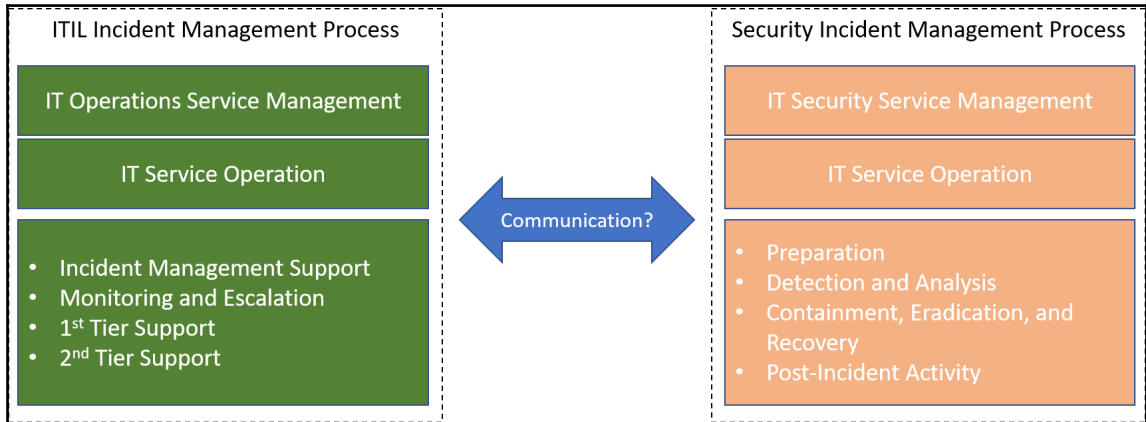 ITIL Incident Management Process
IT Operations Service Management
IT Service Operation
• Incident Management Support
• Monitoring and Escalation
• 1st Tier Support
• 2nd Tier Support
Communication?
Security Incident Management Process
IT Security Service Management
IT Service Operation
• Preparation
• Detection and Analysis
• Containment, Eradication, and
Recovery
• Post-Incident Activity